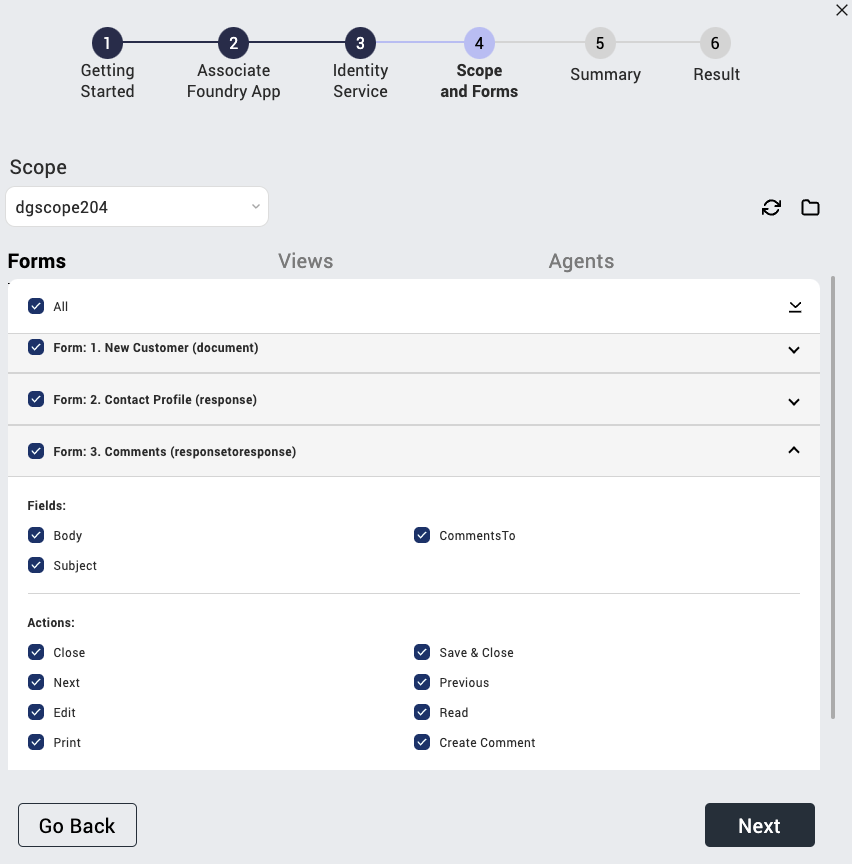 1 2 3 4 5 6
Getting Associate Identity Scope Summary Result
Started Foundry App Service and Forms
Scope
dgscope204
Forms Views Agents
All
Form: 1. New Customer (document)
Form: 2. Contact Profile (response)
Form: 3. Comments (responsetoresponse)
Fields:
Body CommentsTo
Subject
Actions:
Close Save & Close
Next Previous
Edit Read
Print Create Comment
Go Back Next